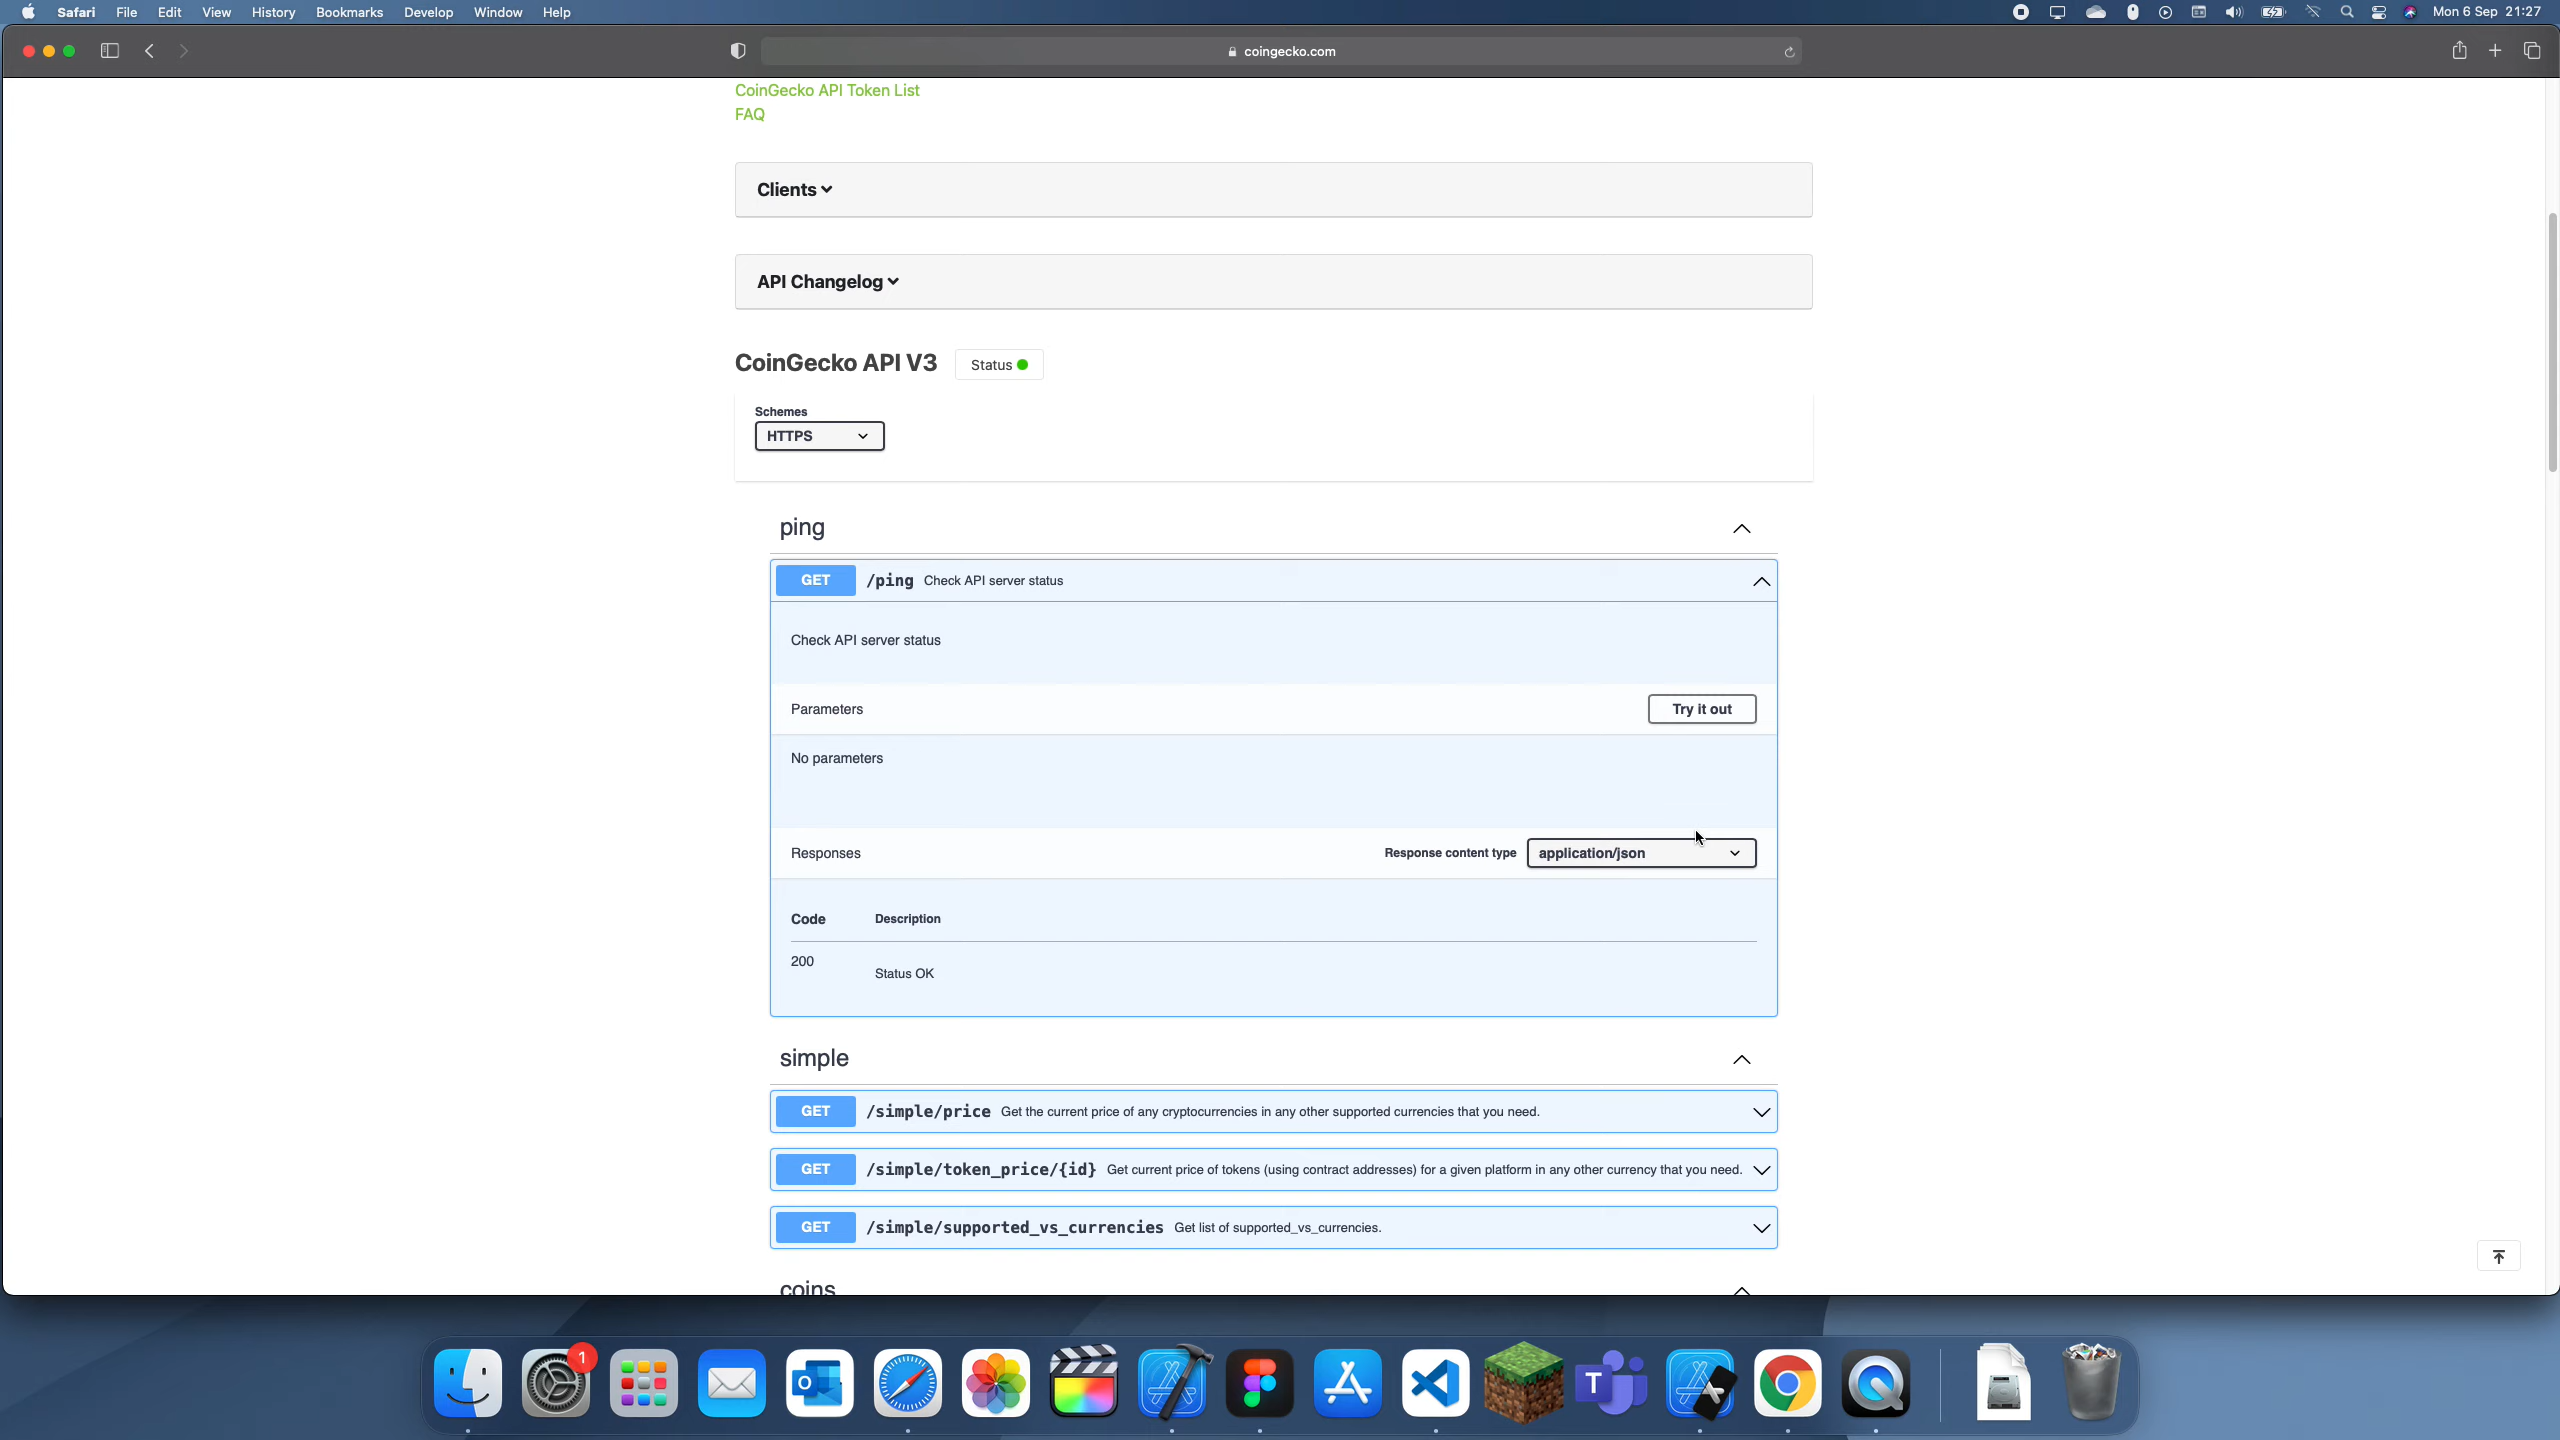 Safari File Edit View History Bookmarks Develop Window Help Mon 6 Sep 21:27
coingecko.com
CoinGecko API Token List
FAQ
Clients
API Changelog
CoinGecko API V3 Status
Schemes
HTTPS
ping
GET /ping Check API server status
Check API server status
Parameters Try it out
No parameters
Responses Response content type application/json
Code Description
200
Status OK
simple
GET /simple/price Get the current price of any cryptocurrencies in any other supported currencies that you need.
GET /simple/token_price/{id} Get current price of tokens (using contract addresses) for a given platform in any other currency that you need.
GET /simple/supported_vs_currencies Get list of supported_vs_currencies.
coins
1